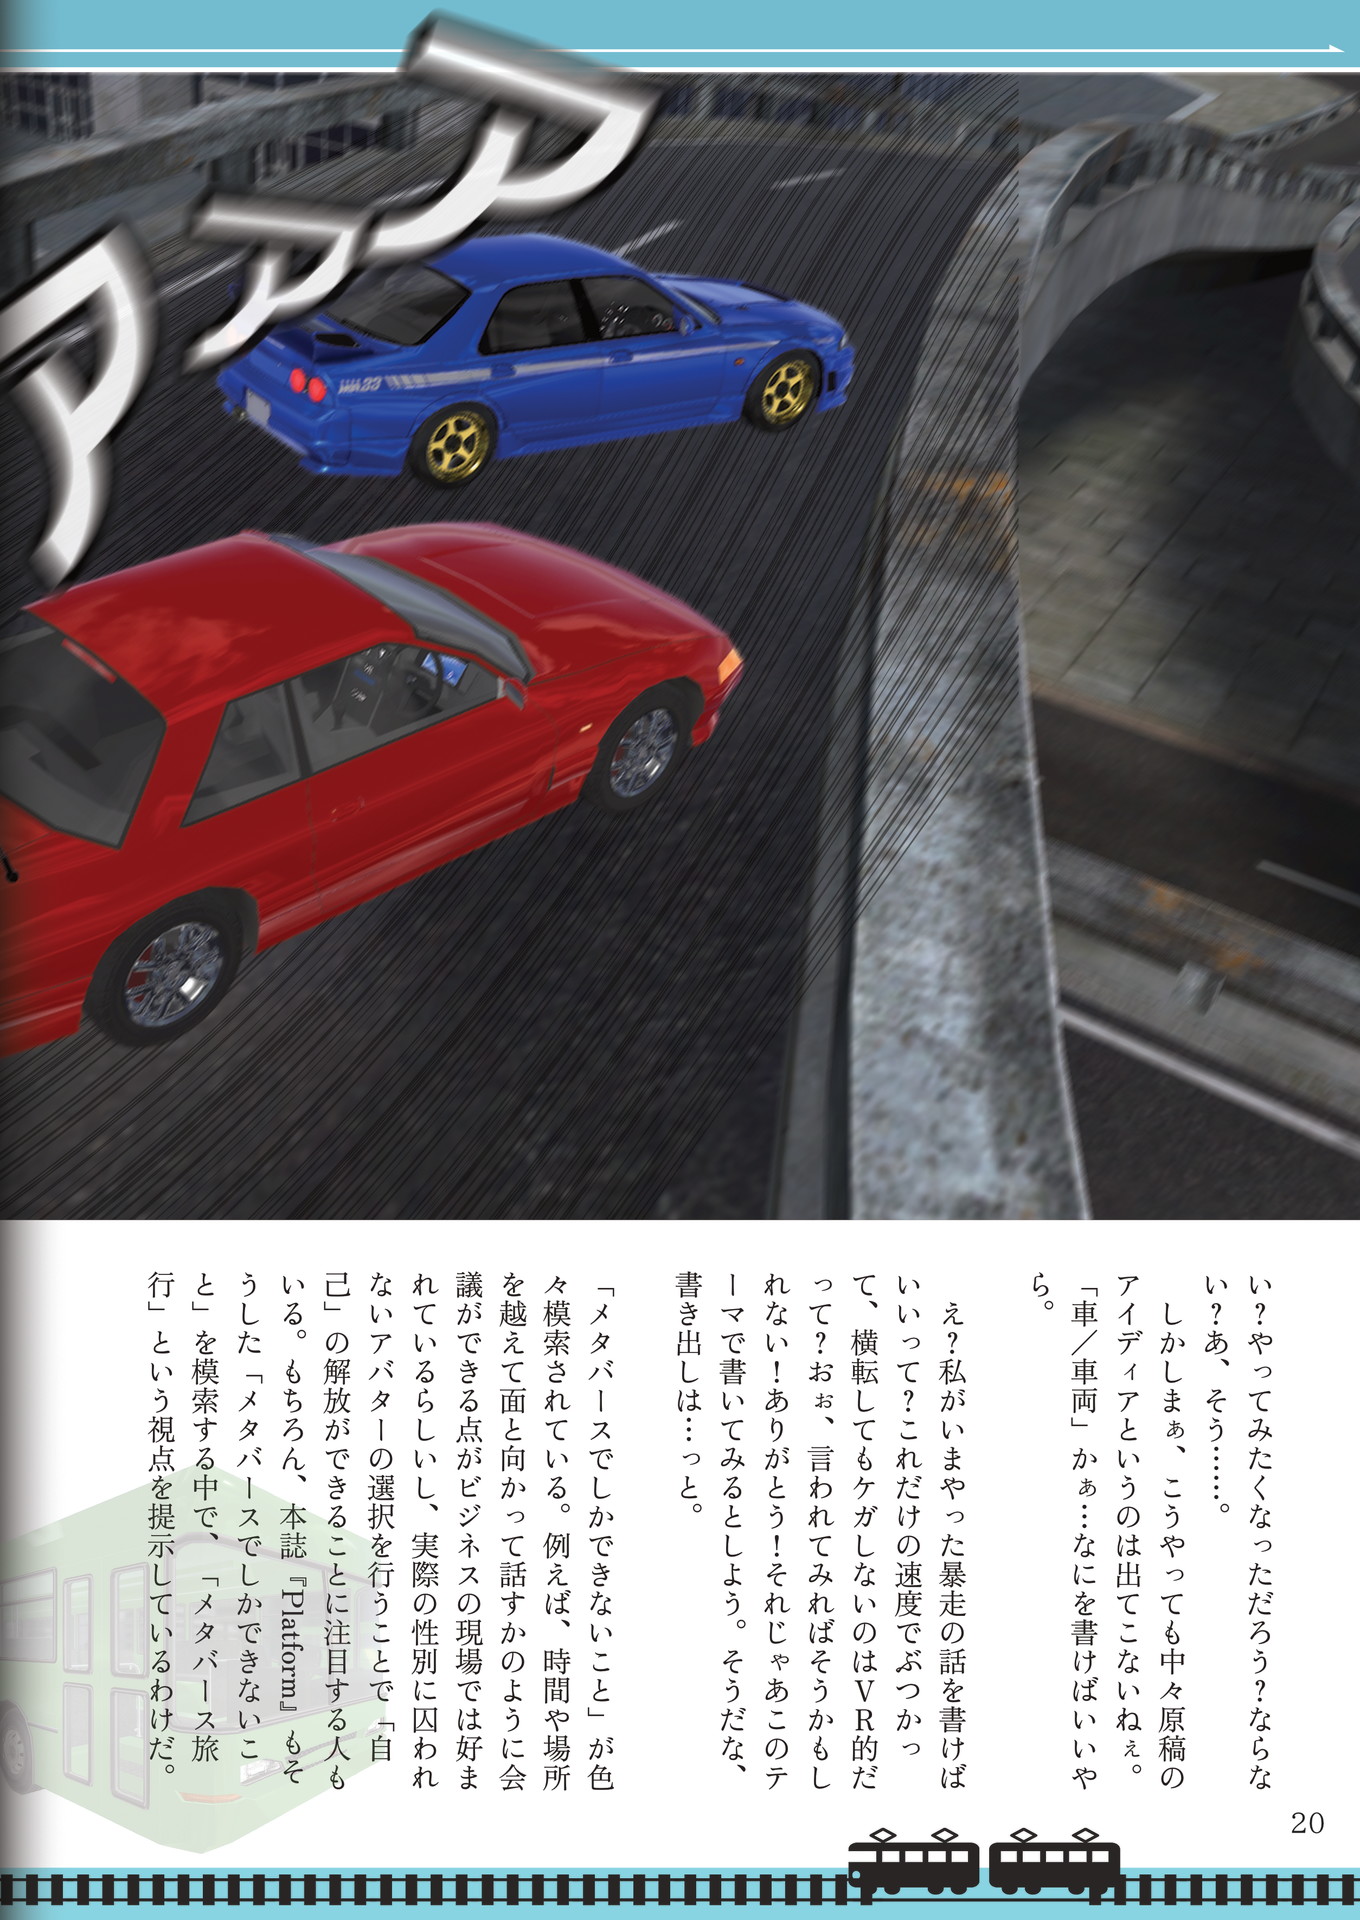 ァァァ
NM33
い？やってみたくなっただろう？ならな
い？あ、そう……。
　しかしまぁ、こうやっても中々原稿の
アイディアというのは出てこないねぇ。
「車／車両」かぁ…なにを書けばいいや
ら。
　え？私がいまやった暴走の話を書けば
いいって？これだけの速度でぶつかっ
て、横転してもケガしないのはＶＲ的だ
って？おぉ、言われてみればそうかもし
れない！ありがとう！それじゃあこのテ
ーマで書いてみるとしよう。そうだな、
書き出しは…っと。
「メタバースでしかできないこと」が色
々模索されている。例えば、時間や場所
を越えて面と向かって話すかのように会
議ができる点がビジネスの現場では好ま
れているらしいし、実際の性別に囚われ
ないアバターの選択を行うことで「自
己」の解放ができることに注目する人も
いる。もちろん、本誌『Platform』もそ
うした「メタバースでしかできないこ
と」を模索する中で、「メタバース旅
行」という視点を提示しているわけだ。
20